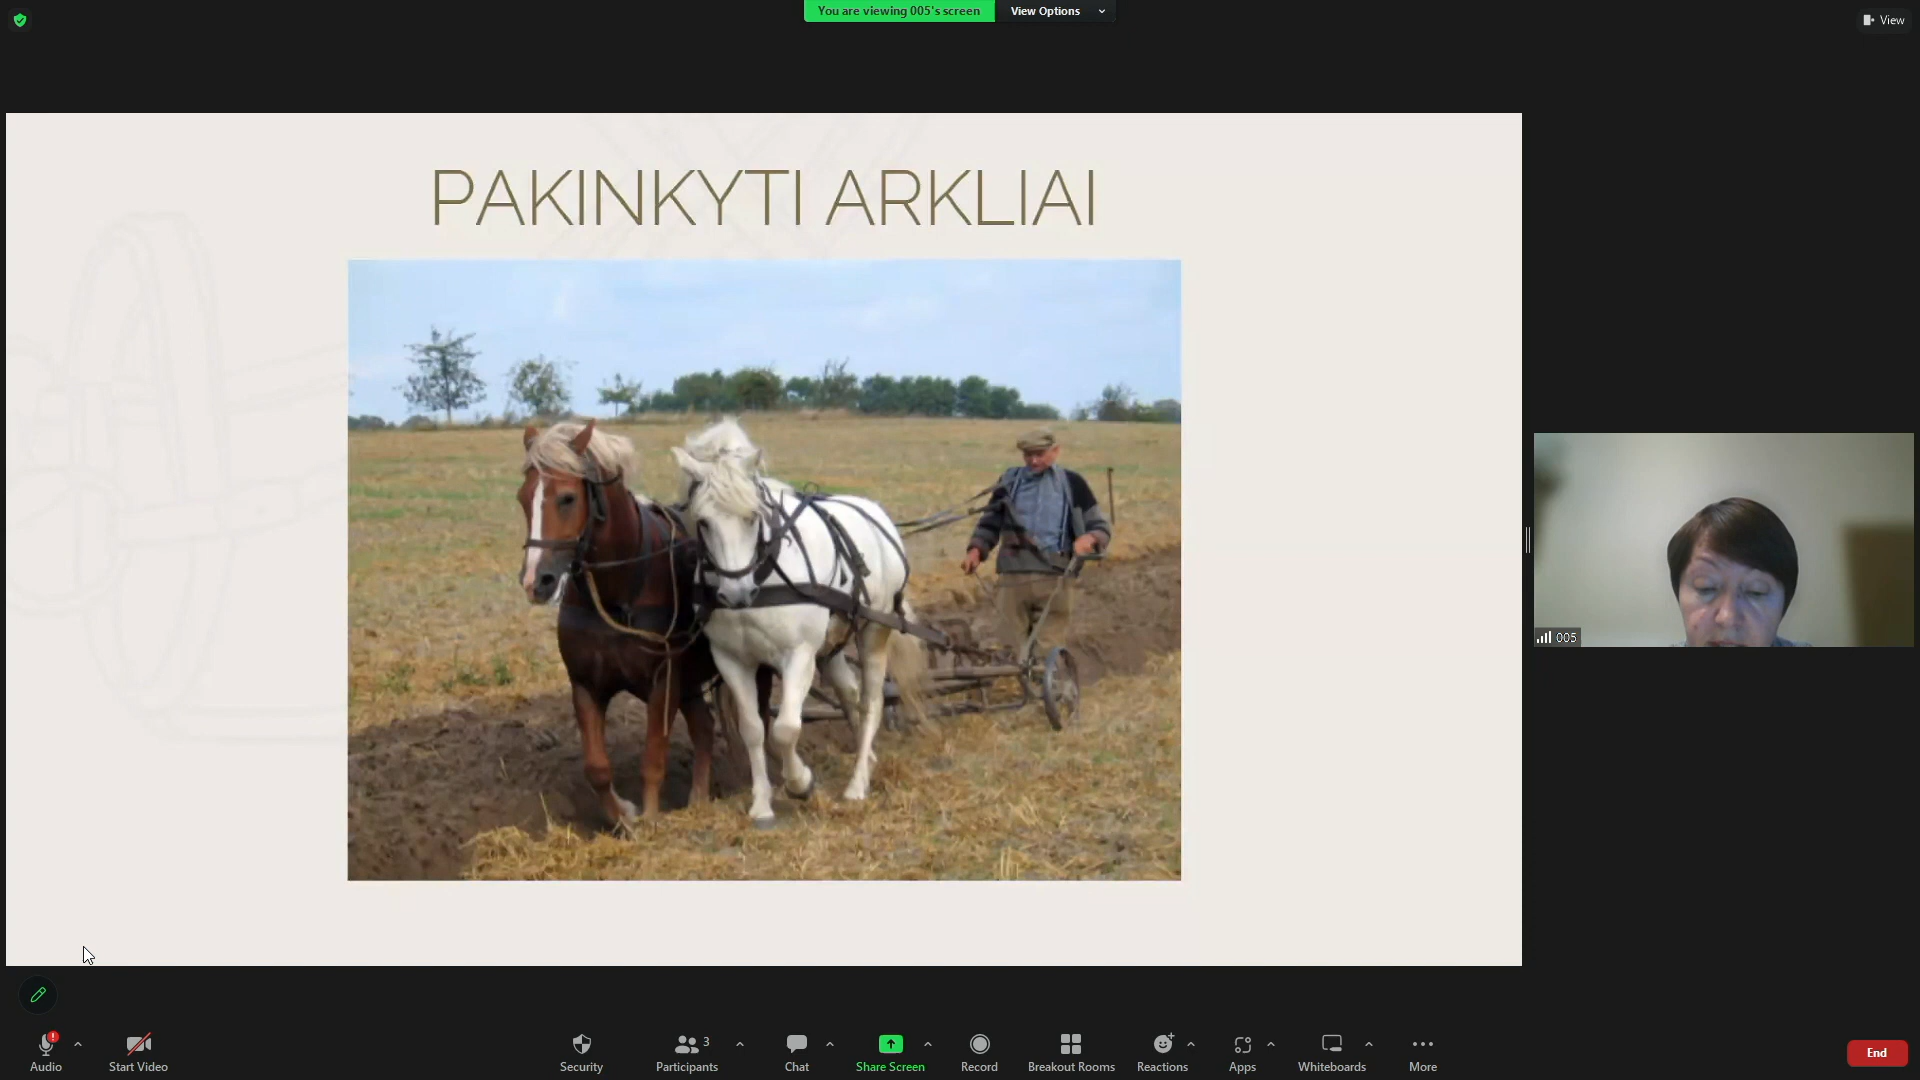 You are viewing 005's screen
View Options
View
PAKINKYTI ARKLIAI
005
Audio
Start Video
Security
Participants
3
Chat
Share Screen
Record
Breakout Rooms
Reactions
Apps
Whiteboards
More
End